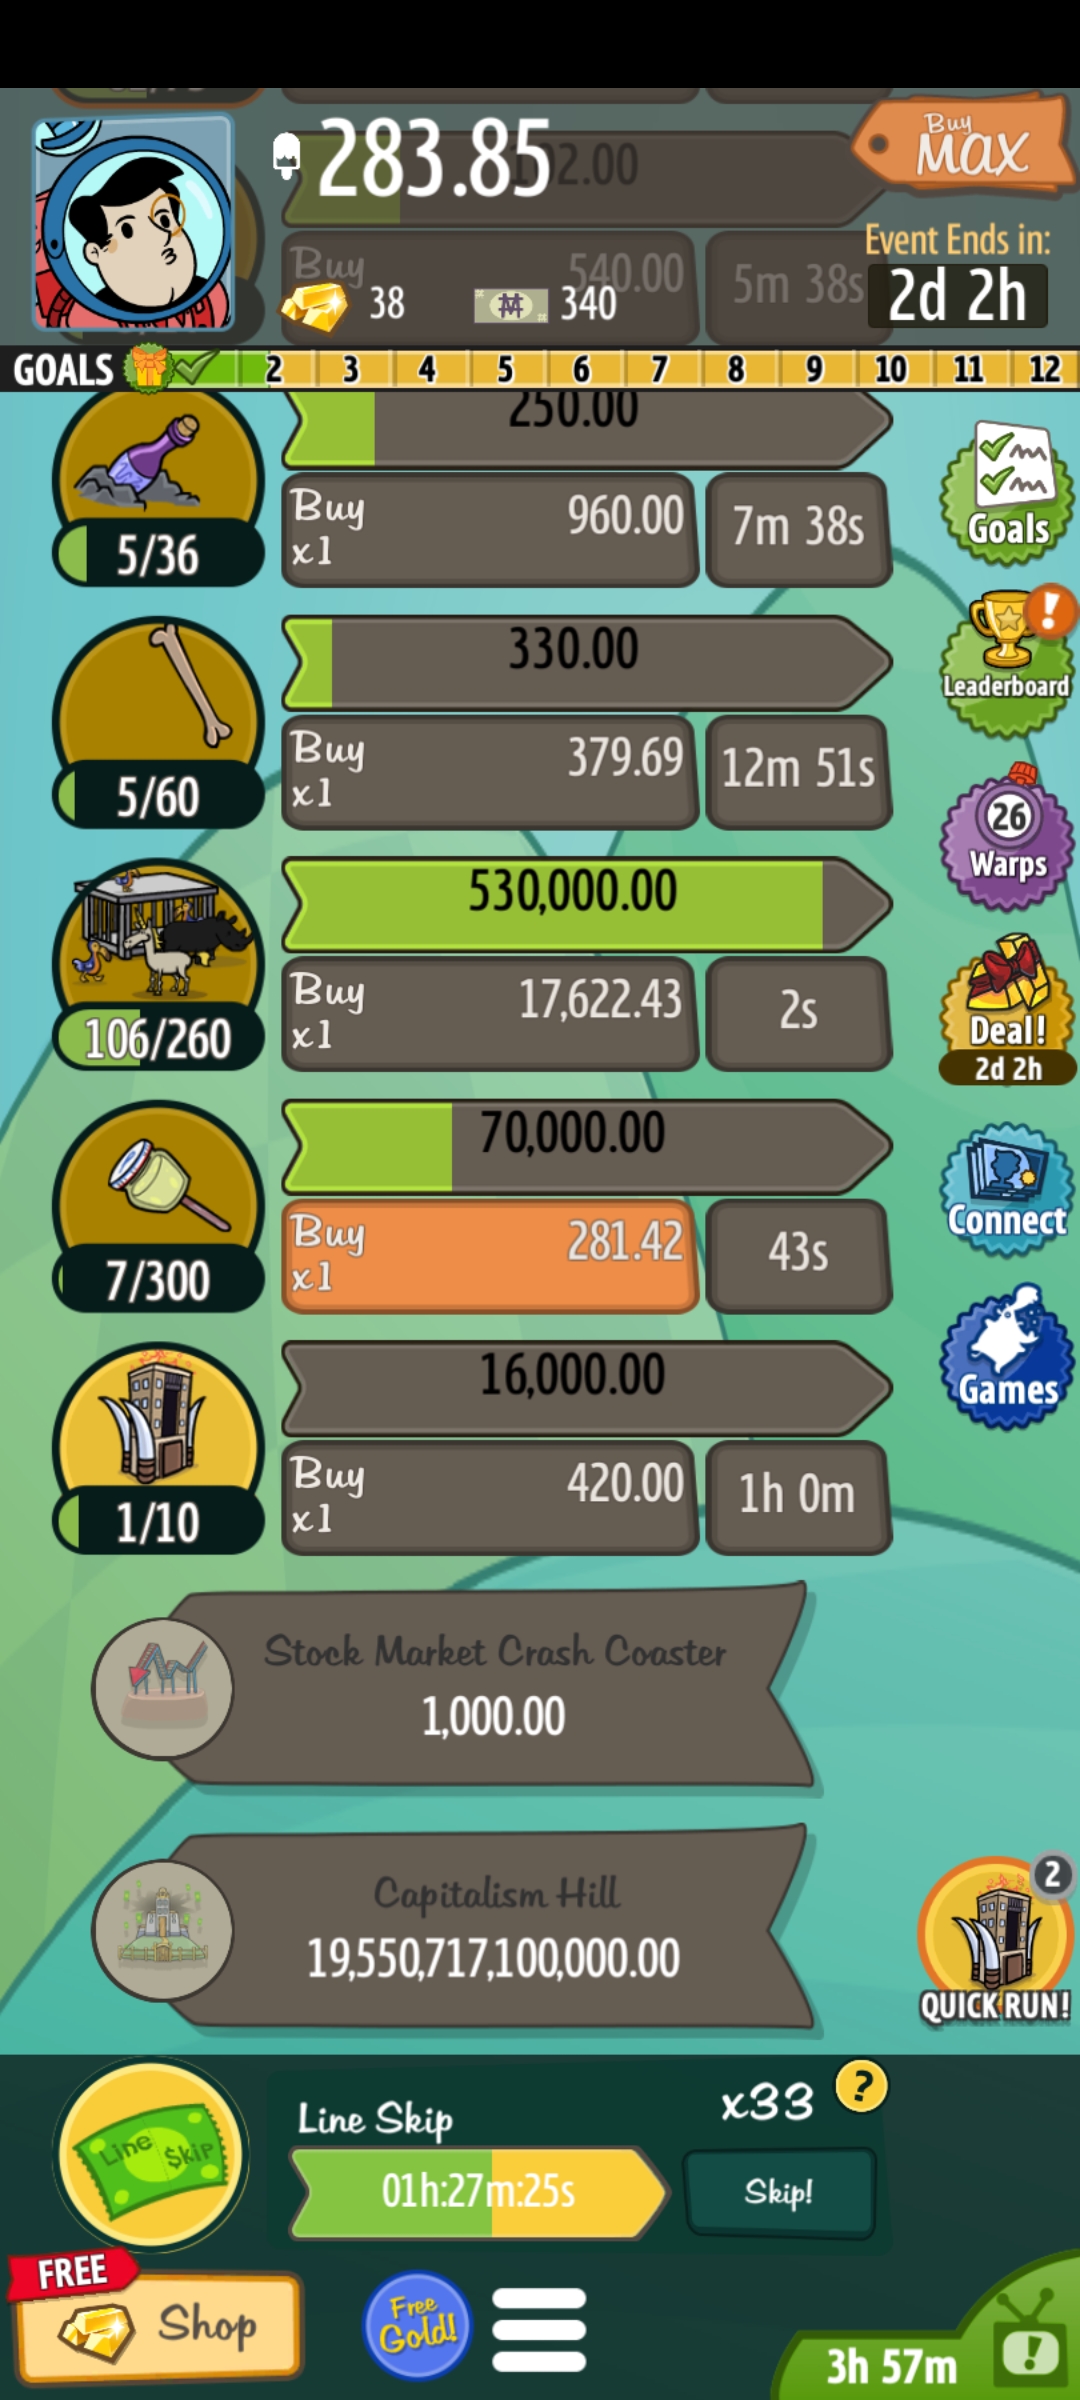 283.85
Buy
MAX
Buy
540.00
5m 38s
38
340
Event Ends in:
2d 2h
GOALS
2
3
4
5
6
7
8
9
10
11
12
250.00
5/36
Buy
x1
960.00
7m 38s
Goals
330.00
5/60
Buy
x1
379.69
12m 51s
Leaderboard
530,000.00
106/260
Buy
x1
17,622.43
2s
26
Warps
Deal!
2d 2h
70,000.00
7/300
Buy
x1
281.42
43s
Connect
16,000.00
1/10
Buy
x1
420.00
1h 0m
Games
Stock Market Crash Coaster
1,000.00
Capitalism Hill
19,550,717,100,000.00
2
QUICK RUN!
Line $kip
Line Skip
x33
?
01h:27m:25s
Skip!
FREE
Shop
Free
Gold!
3h 57m